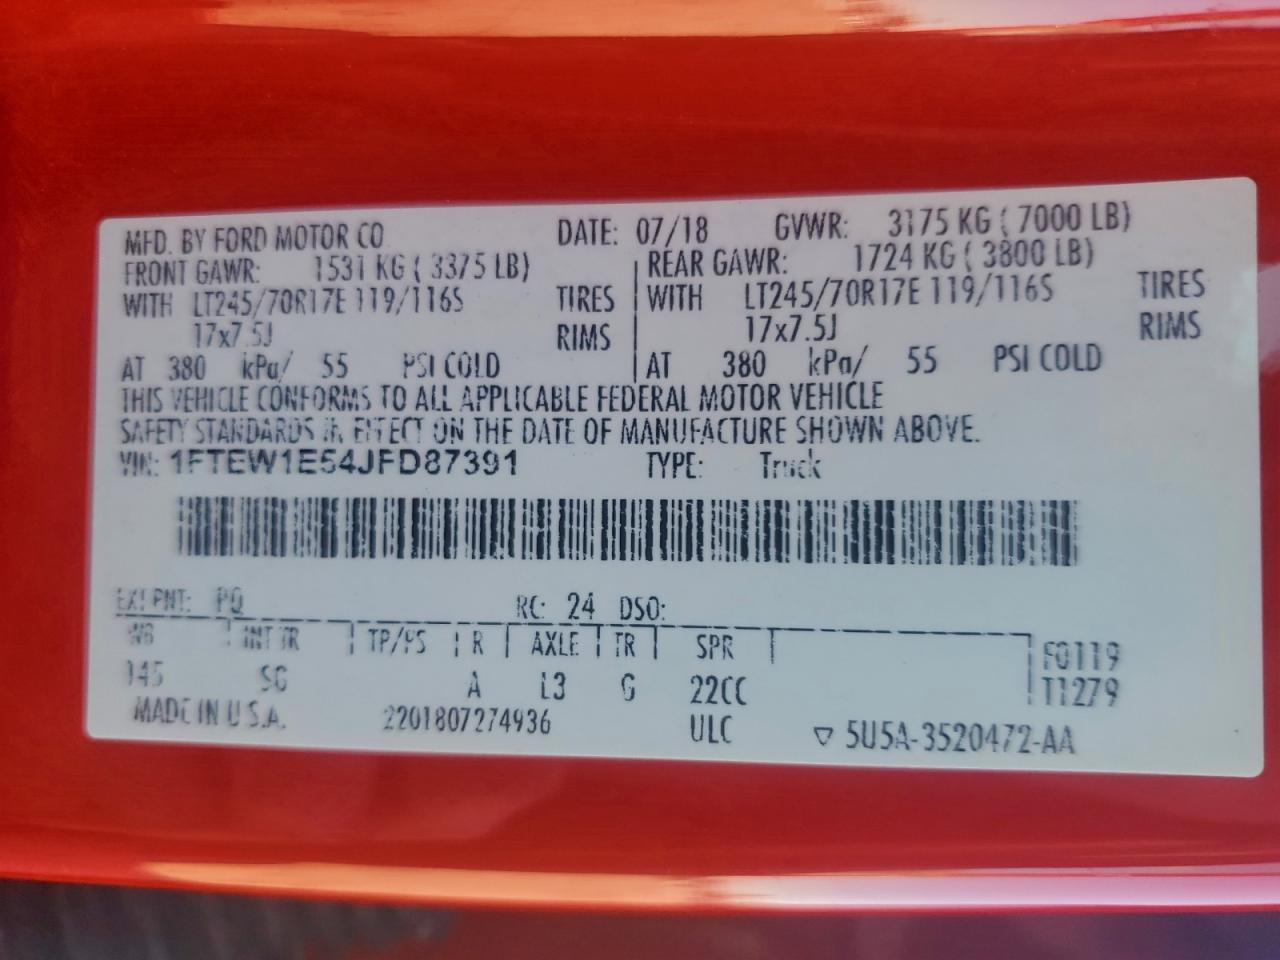 MFD. BY FORD MOTOR CO. DATE: 07/18 GVWR: 3175 KG ( 7000 LB)
FRONT GAWR: 1531 KG ( 3375 LB) REAR GAWR: 1724 KG ( 3800 LB)
WITH LT245/70R17E 119/116S TIRES WITH LT245/70R17E 119/116S TIRES
17x7.5J RIMS 17x7.5J RIMS
AT 380 kPa/ 55 PSI COLD AT 380 kPa/ 55 PSI COLD
THIS VEHICLE CONFORMS TO ALL APPLICABLE FEDERAL MOTOR VEHICLE
SAFETY STANDARDS IN EFFECT ON THE DATE OF MANUFACTURE SHOWN ABOVE.
VIN: 1FTEW1E54JFD87391 TYPE: Truck
EXT PNT: PQ RC: 24 DSO:
WB INT TR TP/PS R AXLE TR SPR F0119
145 SG A L3 G 22CC T1279
MADE IN U.S.A. 2201807274936 ULC ▽ 5U5A-3520472-AA